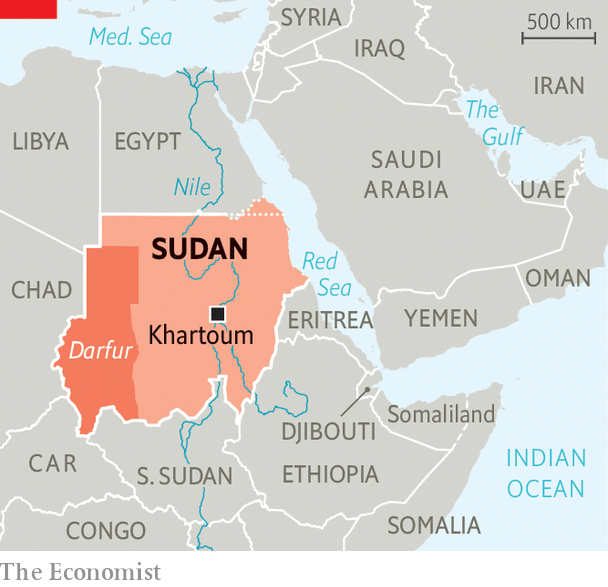 SYRIA
500 km
Med. Sea
IRAQ
IRAN
The
Gulf
LIBYA
EGYPT
SAUDI
ARABIA
Nile
UAE
SUDAN
Red
Sea
OMAN
CHAD
Khartoum
ERITREA
YEMEN
Darfur
Somaliland
DJIBOUTI
CAR
S. SUDAN
ETHIOPIA
INDIAN
OCEAN
CONGO
SOMALIA
The Economist